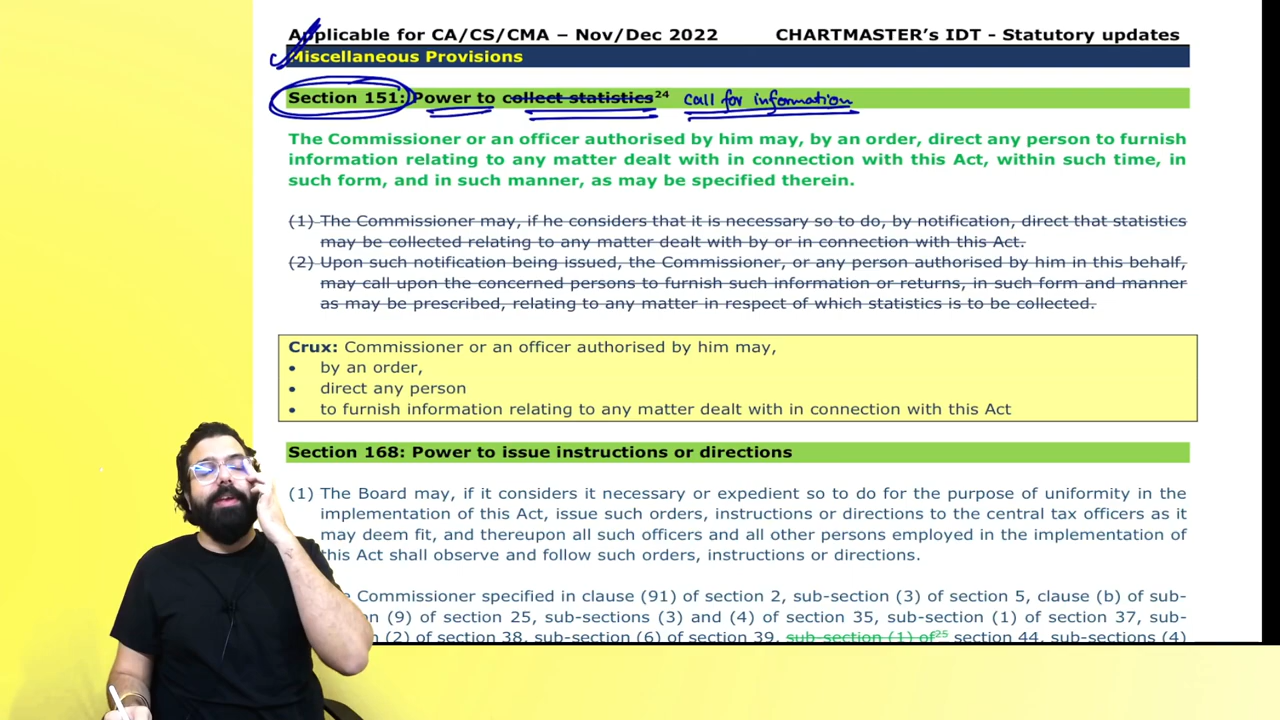 Applicable for CA/CS/CMA – Nov/Dec 2022 CHARTMASTER's IDT - Statutory updates
Miscellaneous Provisions
Section 151: Power to collect statistics24 Call for information
The Commissioner or an officer authorised by him may, by an order, direct any person to furnish
information relating to any matter dealt with in connection with this Act, within such time, in
such form, and in such manner, as may be specified therein.
(1) The Commissioner may, if he considers that it is necessary so to do, by notification, direct that statistics
may be collected relating to any matter dealt with by or in connection with this Act.
(2) Upon such notification being issued, the Commissioner, or any person authorised by him in this behalf,
may call upon the concerned persons to furnish such information or returns, in such form and manner
as may be prescribed, relating to any matter in respect of which statistics is to be collected.
Crux: Commissioner or an officer authorised by him may,
• by an order,
• direct any person
• to furnish information relating to any matter dealt with in connection with this Act
Section 168: Power to issue instructions or directions
(1) The Board may, if it considers it necessary or expedient so to do for the purpose of uniformity in the
implementation of this Act, issue such orders, instructions or directions to the central tax officers as it
may deem fit, and thereupon all such officers and all other persons employed in the implementation of
this Act shall observe and follow such orders, instructions or directions.
Commissioner specified in clause (91) of section 2, sub-section (3) of section 5, clause (b) of sub-
(9) of section 25, sub-sections (3) and (4) of section 35, sub-section (1) of section 37, sub-
(2) of section 38, sub-section (6) of section 39, sub-section (1) of25 section 44, sub-sections (4)